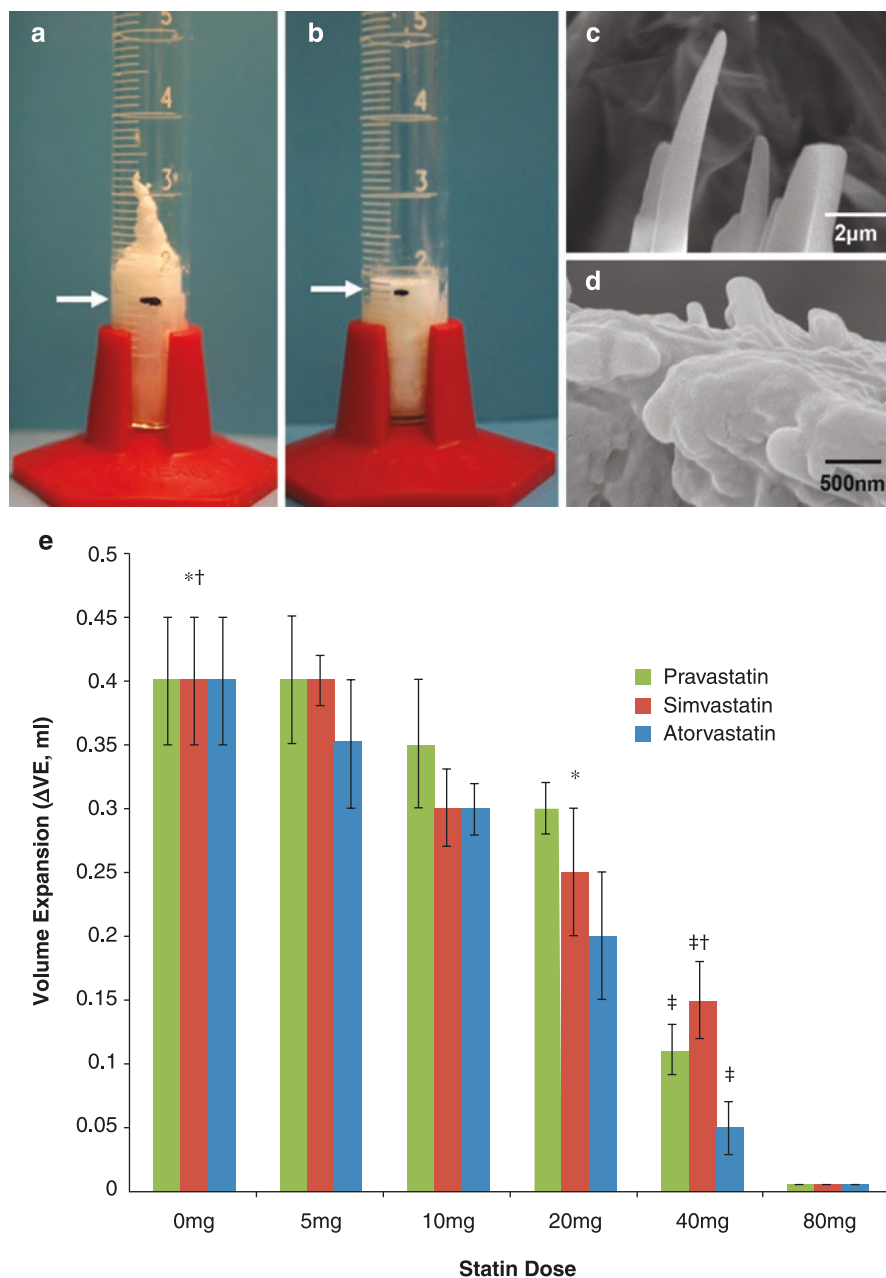 a
5
4
3
2
b
5
4
3
2
c
2µm
d
500nm
e
Volume Expansion (ΔVE, ml)
0.5
0.45
0.4
0.35
0.3
0.25
0.2
0.15
0.1
0.05
0
*†
*
‡
‡†
‡
Pravastatin
Simvastatin
Atorvastatin
0mg 5mg 10mg 20mg 40mg 80mg
Statin Dose